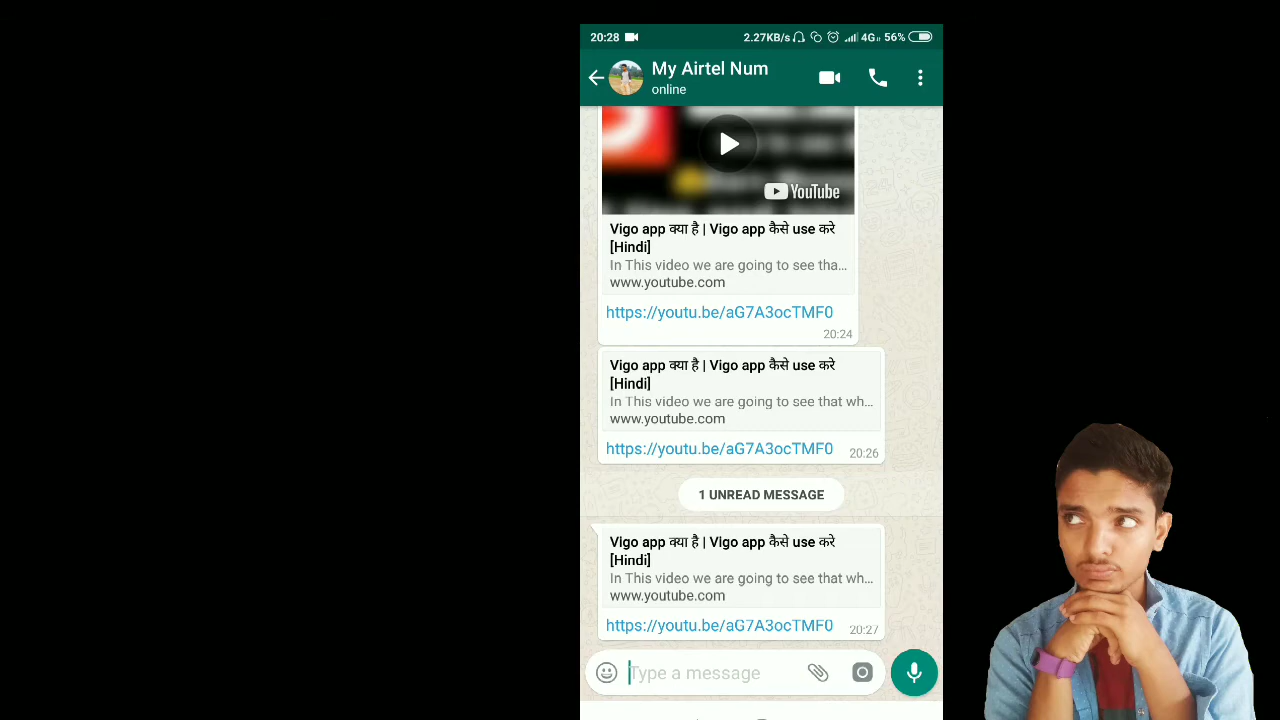 20:28 2.27KB/s 4G 56%
My Airtel Num
online
YouTube
Vigo app क्या है | Vigo app कैसे use करे
[Hindi]
In This video we are going to see tha...
www.youtube.com
https://youtu.be/aG7A3ocTMF0
20:24
Vigo app क्या है | Vigo app कैसे use करे
[Hindi]
In This video we are going to see that wh...
www.youtube.com
https://youtu.be/aG7A3ocTMF0 20:26
1 UNREAD MESSAGE
Vigo app क्या है | Vigo app कैसे use करे
[Hindi]
In This video we are going to see that wh...
www.youtube.com
https://youtu.be/aG7A3ocTMF0 20:27
Type a message